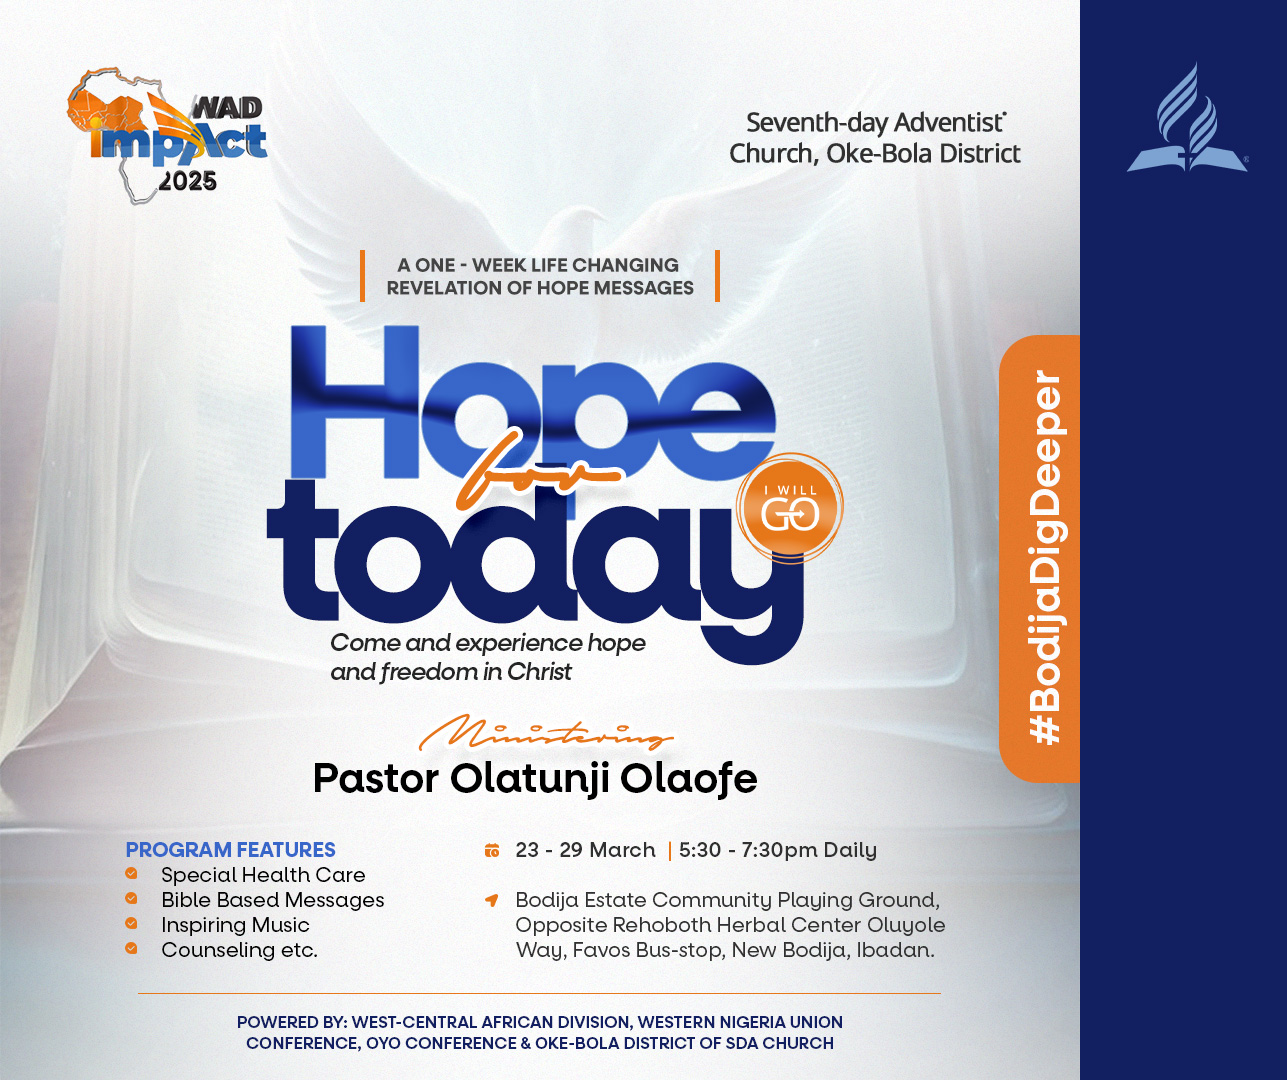 WAD
impAct
2025
Seventh-day Adventist®
Church, Oke-Bola District
A ONE - WEEK LIFE CHANGING
REVELATION OF HOPE MESSAGES
Hope
for
today
I WILL
GO
Come and experience hope
and freedom in Christ
Ministering
Pastor Olatunji Olaofe
PROGRAM FEATURES
Special Health Care
Bible Based Messages
Inspiring Music
Counseling etc.
23 - 29 March | 5:30 - 7:30pm Daily
Bodija Estate Community Playing Ground,
Opposite Rehoboth Herbal Center Oluyole
Way, Favos Bus-stop, New Bodija, Ibadan.
POWERED BY: WEST-CENTRAL AFRICAN DIVISION, WESTERN NIGERIA UNION
CONFERENCE, OYO CONFERENCE & OKE-BOLA DISTRICT OF SDA CHURCH
#BodijaDigDeeper
®